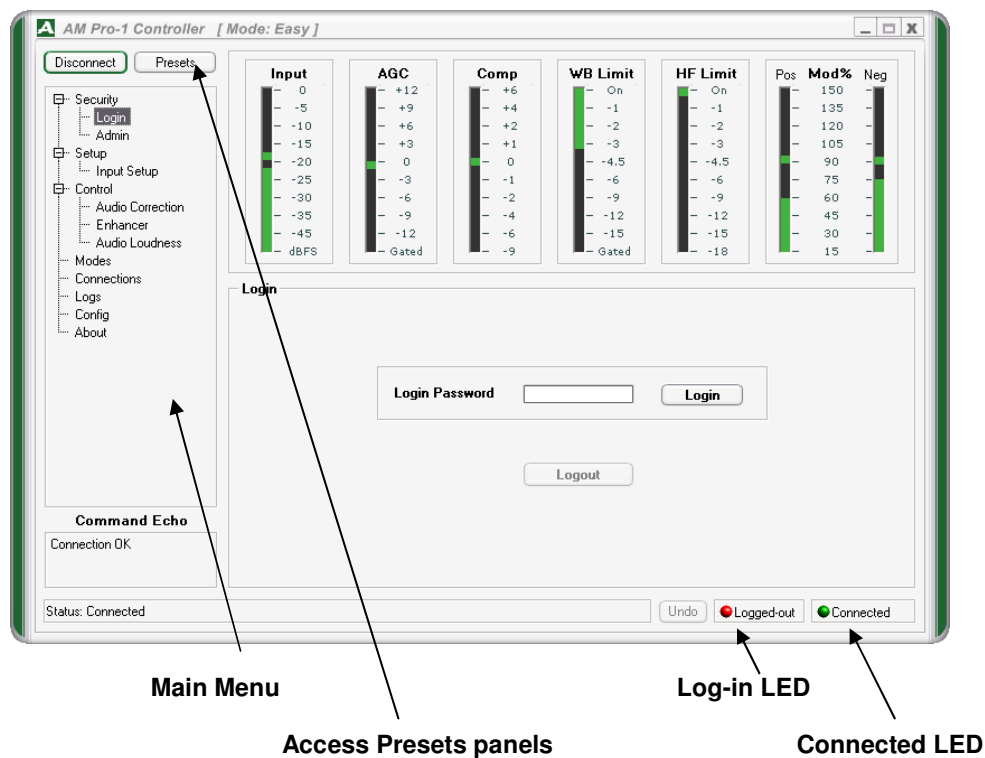 A AM Pro-1 Controller [ Mode: Easy ]
Disconnect Presets
Security
Login
Admin
Setup
Input Setup
Control
Audio Correction
Enhancer
Audio Loudness
Modes
Connections
Logs
Config
About
Input
0
-5
-10
-15
-20
-25
-30
-35
-45
dBFS
AGC
+12
+9
+6
+3
0
-3
-6
-9
-12
Gated
Comp
+6
+4
+2
+1
0
-1
-2
-4
-6
-9
WB Limit
On
-1
-2
-3
-4.5
-6
-9
-12
-15
Gated
HF Limit
On
-1
-2
-3
-4.5
-6
-9
-12
-15
-18
Pos Mod% Neg
150
135
120
105
90
75
60
45
30
15
Login
Login Password Login
Logout
Command Echo
Connection OK
Status: Connected Undo Logged-out Connected
Main Menu Log-in LED
Access Presets panels Connected LED